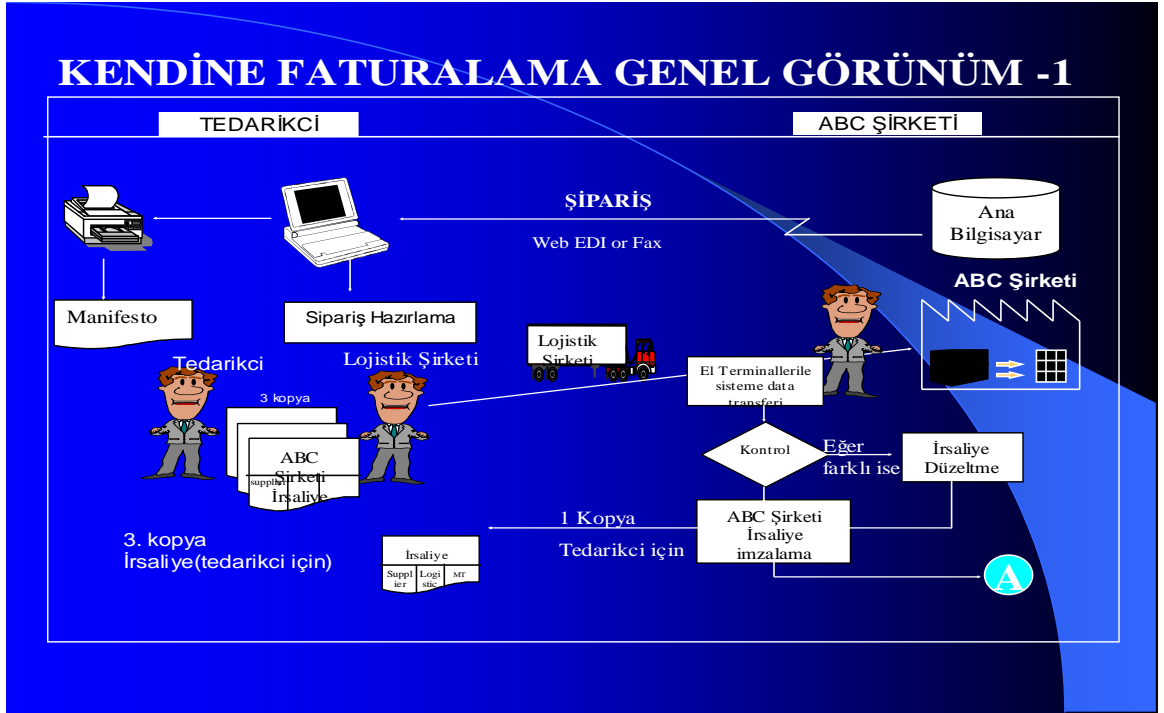 KENDİNE FATURALAMA GENEL GÖRÜNÜM -1
TEDARİKCİ
ABC ŞİRKETİ
ŞİPARİŞ
Web EDI or Fax
Ana
Bilgisayar
ABC Şirketi
Manifesto
Sipariş Hazırlama
Tedarikci
Lojistik Şirketi
Lojistik
Şirketi
El Terminallerile
sisteme data
transferi
3 kopya
ABC
Şirketi
İrsaliye
supplier
Kontrol
Eğer
farklı ise
İrsaliye
Düzeltme
3. kopya
İrsaliye(tedarikci için)
1 Kopya
Tedarikci için
ABC Şirketi
İrsaliye
imzalama
İrsaliye
Suppl
ier
Logi
stic
MT
A